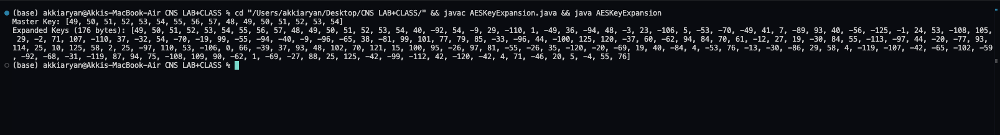 (base) akkiaryan@Akkis-MacBook-Air CNS LAB+CLASS % cd "/Users/akkiaryan/Desktop/CNS LAB+CLASS/" && javac AESKeyExpansion.java && java AESKeyExpansion
Master Key: [49, 50, 51, 52, 53, 54, 55, 56, 57, 48, 49, 50, 51, 52, 53, 54]
Expanded Keys (176 bytes): [49, 50, 51, 52, 53, 54, 55, 56, 57, 48, 49, 50, 51, 52, 53, 54, 40, -92, 54, -9, 29, -110, 1, -49, 36, -94, 48, -3, 23, -106, 5, -53, -70, -49, 41, 7, -89, 93, 40, -56, -125, -1, 24, 53, -108, 105,
29, -2, 71, 107, -110, 37, -32, 54, -70, -19, 99, -55, -94, -40, -9, -96, -65, 38, -81, 99, 101, 77, 79, 85, -33, -96, 44, -100, 125, 120, -37, 60, -62, 94, 84, 70, 61, -12, 27, 19, -30, 84, 55, -113, -97, 44, -20, -77, 93,
114, 25, 10, 125, 58, 2, 25, -97, 110, 53, -106, 0, 66, -39, 37, 93, 48, 102, 70, 121, 15, 100, 95, -26, 97, 81, -55, -26, 35, -120, -20, -69, 19, 40, -84, 4, -53, 76, -13, -30, -86, 29, 58, 4, -119, -107, -42, -65, -102, -59
, -92, -68, -31, -119, 87, 94, 75, -108, 109, 90, -62, 1, -69, -27, 88, 25, 125, -42, -99, -112, 42, -120, -42, 4, 71, -46, 20, 5, -4, 55, 76]
(base) akkiaryan@Akkis-MacBook-Air CNS LAB+CLASS %